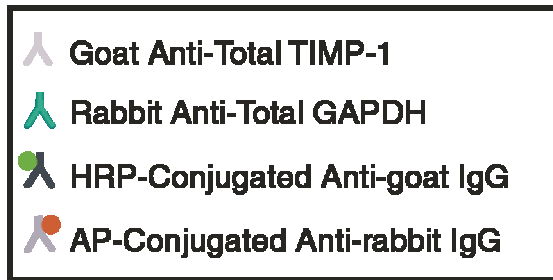 Goat Anti-Total TIMP-1
Rabbit Anti-Total GAPDH
HRP-Conjugated Anti-goat IgG
AP-Conjugated Anti-rabbit IgG